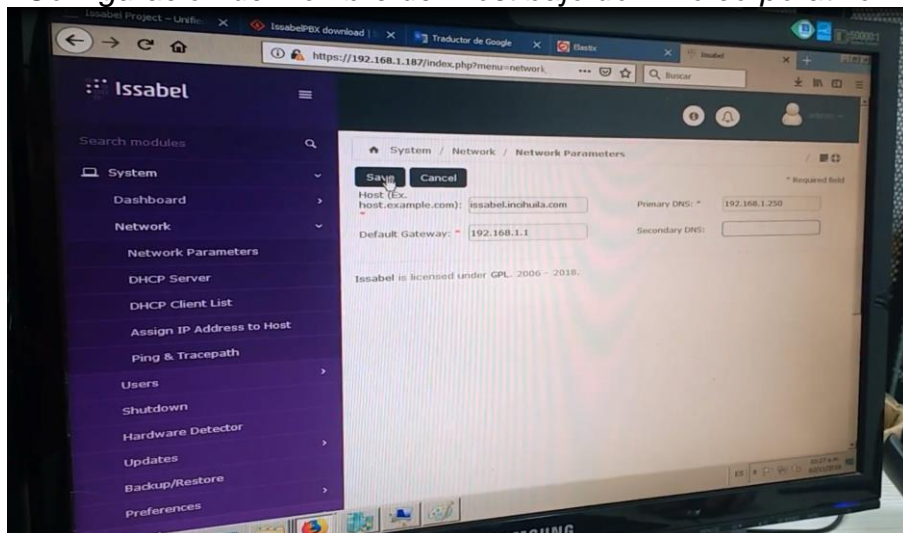 Issabel Project – Unifie
IssabelPBX download |
Traductor de Google
Elastix
Issabel
https://192.168.1.187/index.php?menu=network
Buscar
Issabel
Search modules
System
Dashboard
Network
Network Parameters
DHCP Server
DHCP Client List
Assign IP Address to Host
Ping & Tracepath
Users
Shutdown
Hardware Detector
Updates
Backup/Restore
Preferences
admin
System / Network / Network Parameters
Save Cancel
* Required field
Host (Ex.
host.example.com): issabel.incihuila.com
*
Primary DNS: * 192.168.1.250
Default Gateway: * 192.168.1.1
Secondary DNS:
Issabel is licensed under GPL. 2006 - 2018.
ES
SAMSUNG